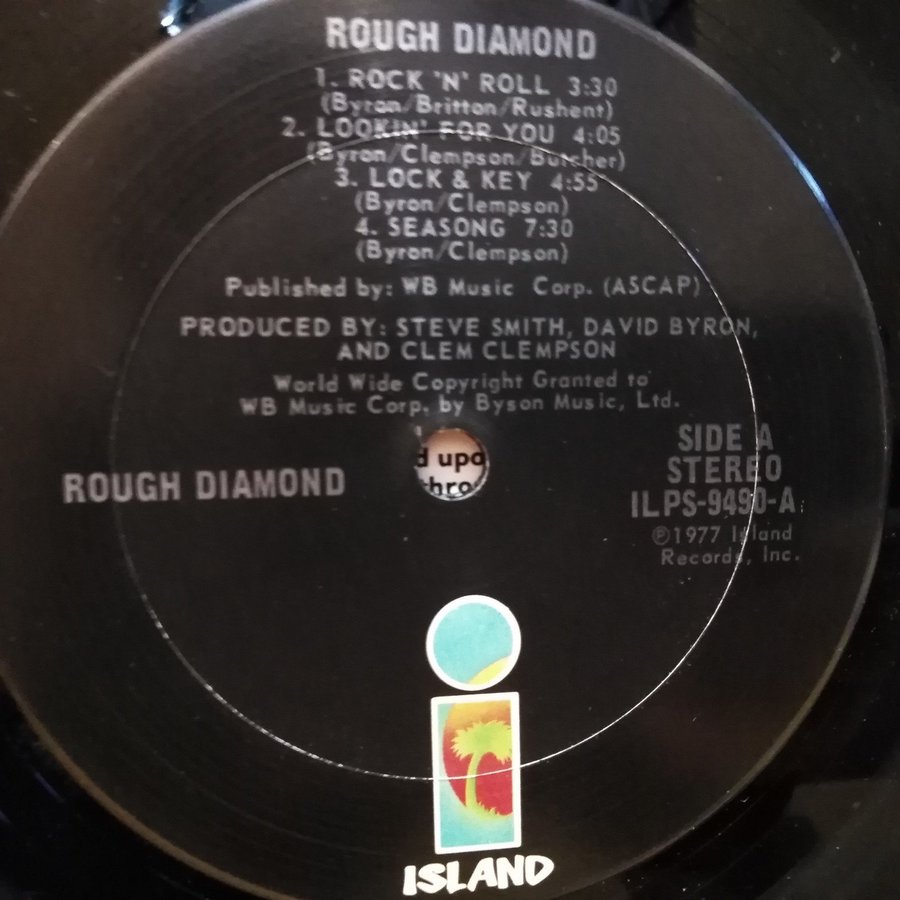 ROUGH DIAMOND
1. ROCK 'N' ROLL 3:30
(Byron/Britton/Rushent)
2. LOOKIN' FOR YOU 4:05
(Byron/Clempson/Butcher)
3. LOCK & KEY 4:55
(Byron/Clempson)
4. SEASONG 7:30
(Byron/Clempson)
Published by: WB Music Corp. (ASCAP)
PRODUCED BY: STEVE SMITH, DAVID BYRON,
AND CLEM CLEMPSON
World Wide Copyright Granted to
WB Music Corp. by Byson Music, Ltd.
ROUGH DIAMOND
SIDE A
STEREO
ILPS-9490-A
℗1977 Island
Records, Inc.
ISLAND